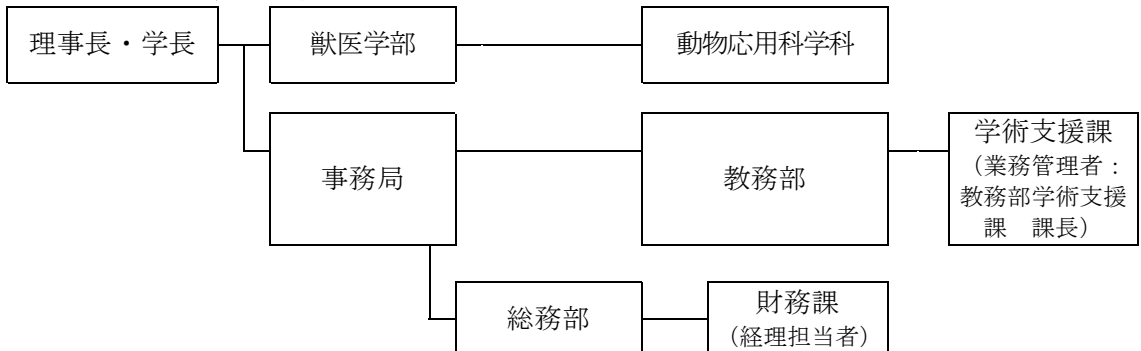 理事長・学長
獣医学部
動物応用科学科
事務局
教務部
学術支援課
（業務管理者：
教務部学術支援
課　課長）
総務部
財務課
（経理担当者）